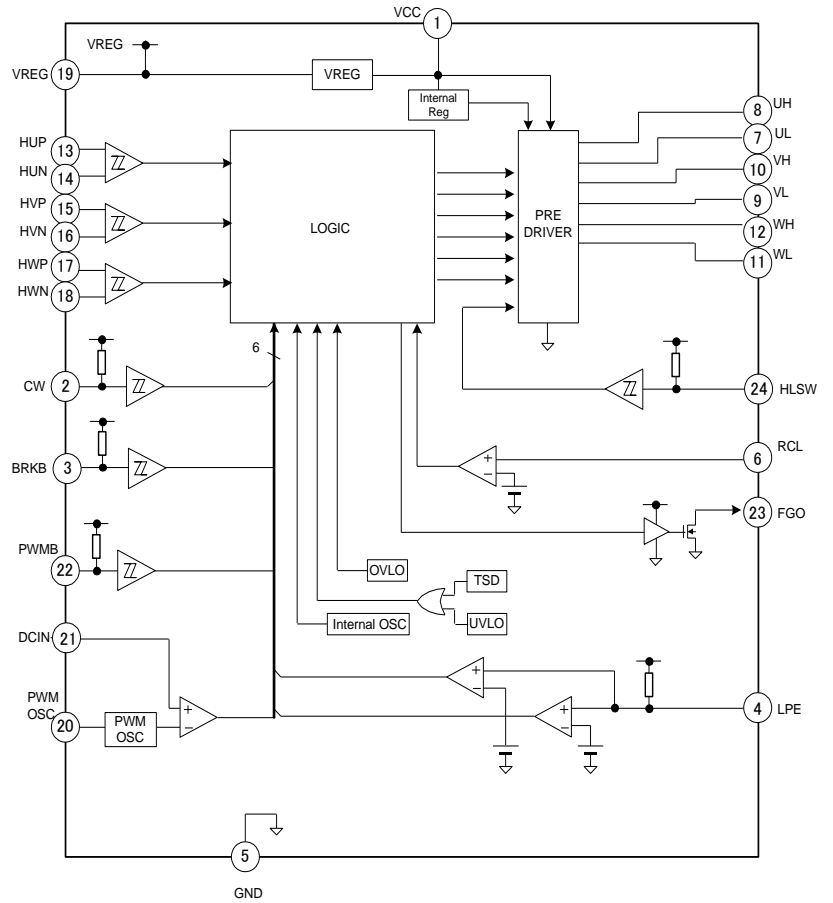 VCC
1
VREG
VREG 19
VREG
Internal
Reg
8 UH
7 UL
10 VH
9 VL
12 WH
11 WL
HUP 13
HUN 14
HVP 15
HVN 16
HWP 17
HWN 18
LOGIC
PRE
DRIVER
6
CW 2
24 HLSW
BRKB 3
+
−
6 RCL
23 FGO
PWMB
22
OVLO
TSD
UVLO
Internal OSC
DCIN 21
PWM
OSC
20
PWM
OSC
+
−
+
−
+
−
4 LPE
5
GND